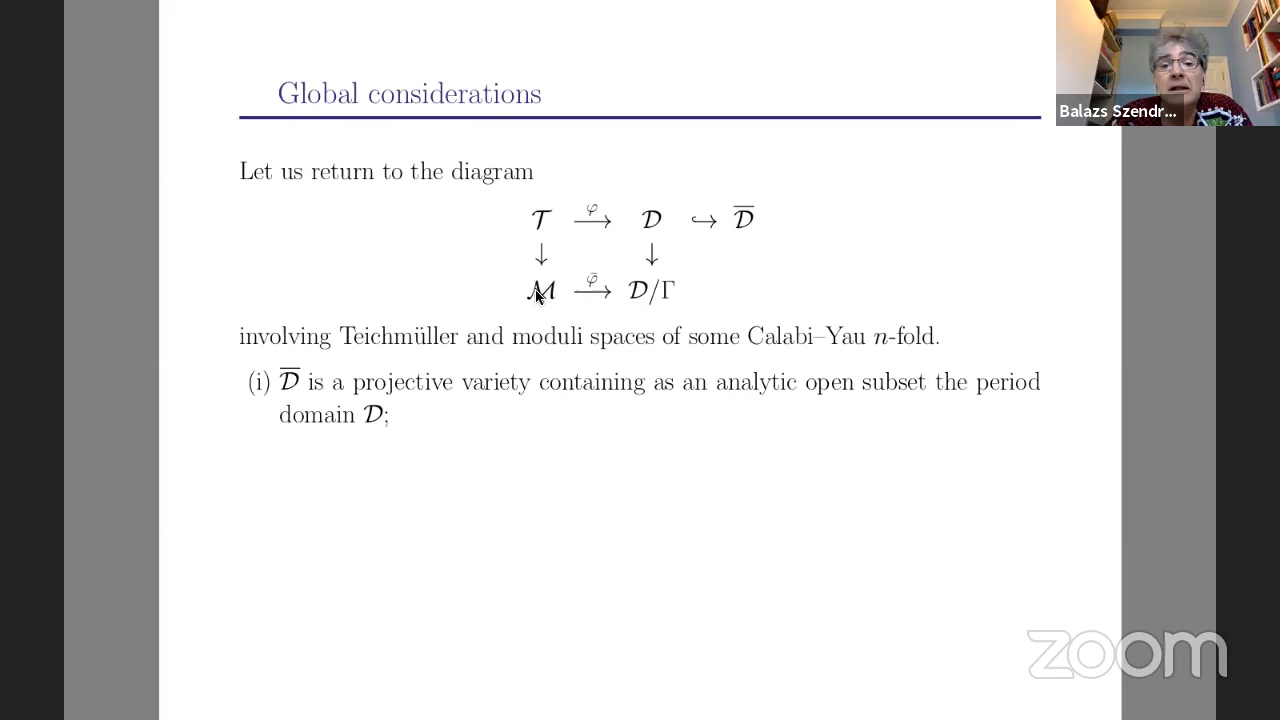 Global considerations
Balazs Szendr...
Let us return to the diagram
𝒯 φ⟶ 𝒟 ↪ 𝒟̅
↓ ↓
ℳ φ̄⟶ 𝒟/Γ
involving Teichmüller and moduli spaces of some Calabi–Yau n-fold.
(i) 𝒟̅ is a projective variety containing as an analytic open subset the period
domain 𝒟;
zoom